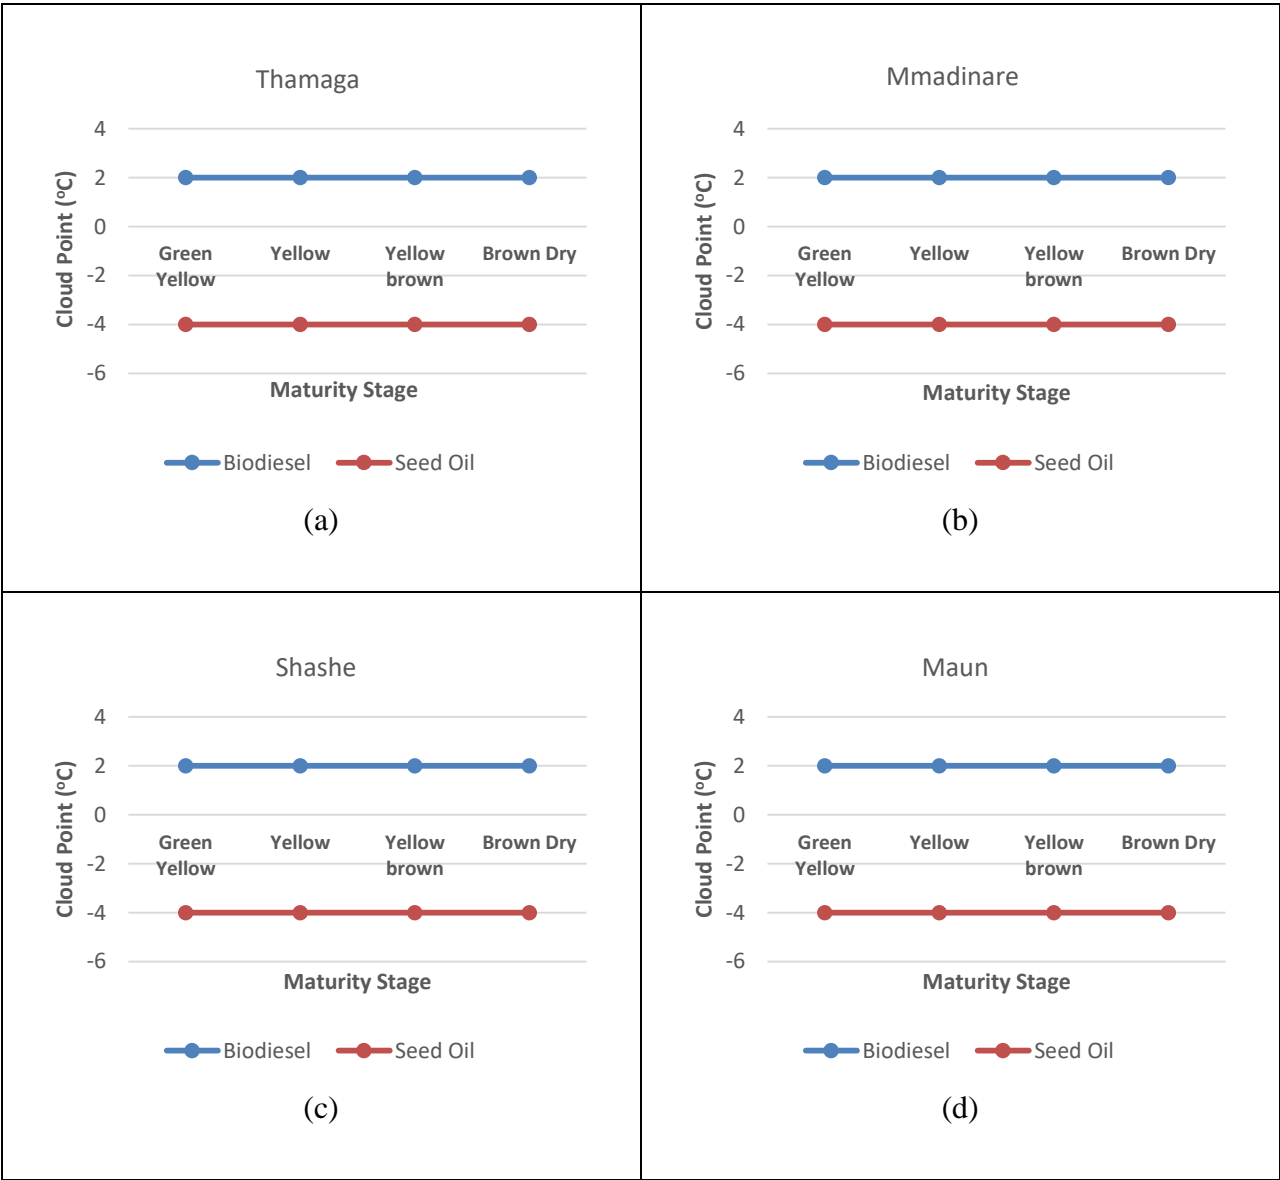 Thamaga
4
2
0
-2
-4
-6
Cloud Point (°C)
Green Yellow Yellow brown Brown Dry
Yellow brown
Maturity Stage
Biodiesel Seed Oil
(a)
Mmadinare
4
2
0
-2
-4
-6
Cloud Point (°C)
Green Yellow Yellow Brown Dry
Yellow brown
Maturity Stage
Biodiesel Seed Oil
(b)
Shashe
4
2
0
-2
-4
-6
Cloud Point (°C)
Green Yellow Yellow Brown Dry
Yellow brown
Maturity Stage
Biodiesel Seed Oil
(c)
Maun
4
2
0
-2
-4
-6
Cloud Point (°C)
Green Yellow Yellow Brown Dry
Yellow brown
Maturity Stage
Biodiesel Seed Oil
(d)